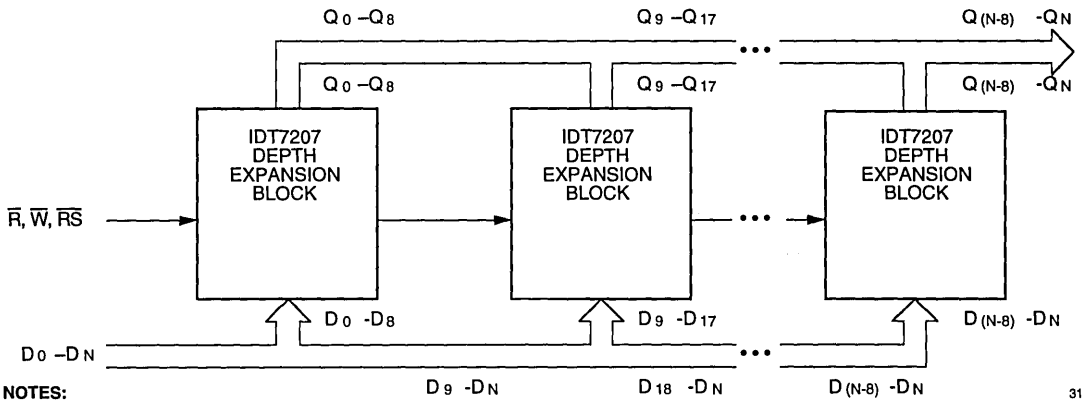 Q0 –Q8 Q9 –Q17 Q(N-8) -QN
Q0 –Q8 Q9 –Q17 Q(N-8) -QN
IDT7207
DEPTH
EXPANSION
BLOCK
IDT7207
DEPTH
EXPANSION
BLOCK
IDT7207
DEPTH
EXPANSION
BLOCK
R̅, W̅, R̅S̅
•••
•••
•••
D0 -D8 D9 -D17 D(N-8) -DN
D0 –DN
D9 -DN D18 -DN D(N-8) -DN
NOTES:
31